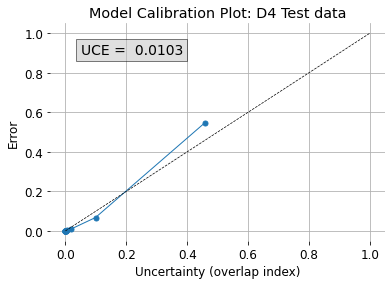 Model Calibration Plot: D4 Test data
UCE = 0.0103
1.0
0.8
0.6
0.4
0.2
0.0
Error
0.0 0.2 0.4 0.6 0.8 1.0
Uncertainty (overlap index)